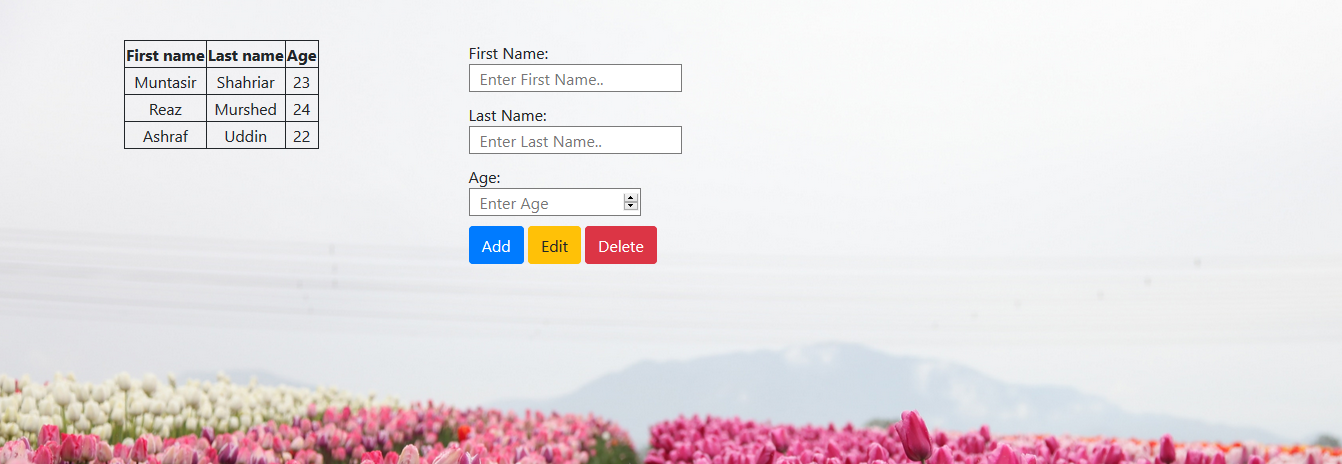 First name Last name Age
Muntasir Shahriar 23
Reaz Murshed 24
Ashraf Uddin 22
First Name:
Enter First Name..
Last Name:
Enter Last Name..
Age:
Enter Age
Add Edit Delete